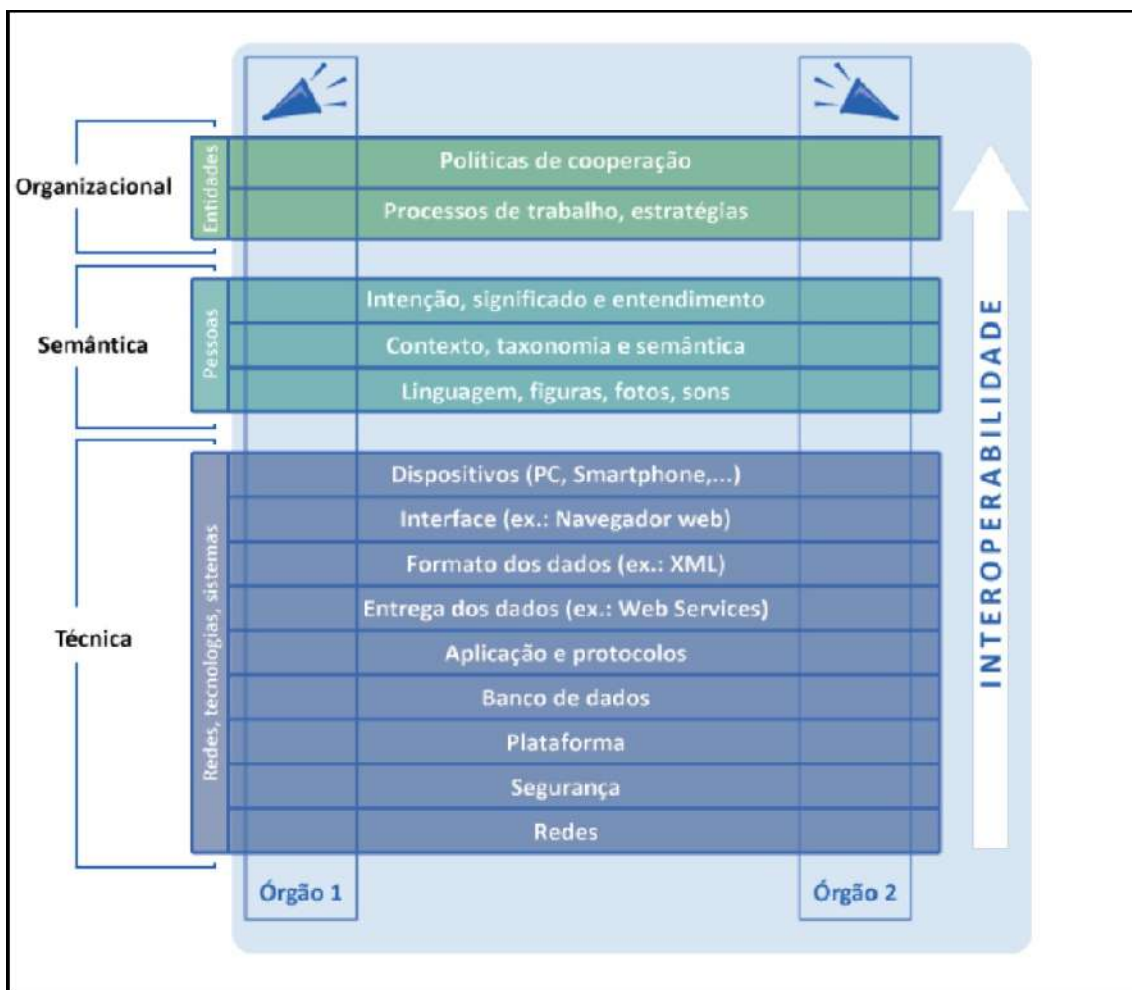 Organizacional
Entidades
Políticas de cooperação
Processos de trabalho, estratégias
Semântica
Pessoas
Intenção, significado e entendimento
Contexto, taxonomia e semântica
Linguagem, figuras, fotos, sons
Técnica
Redes, tecnologias, sistemas
Dispositivos (PC, Smartphone,...)
Interface (ex.: Navegador web)
Formato dos dados (ex.: XML)
Entrega dos dados (ex.: Web Services)
Aplicação e protocolos
Banco de dados
Plataforma
Segurança
Redes
Órgão 1
Órgão 2
INTEROPERABILIDADE